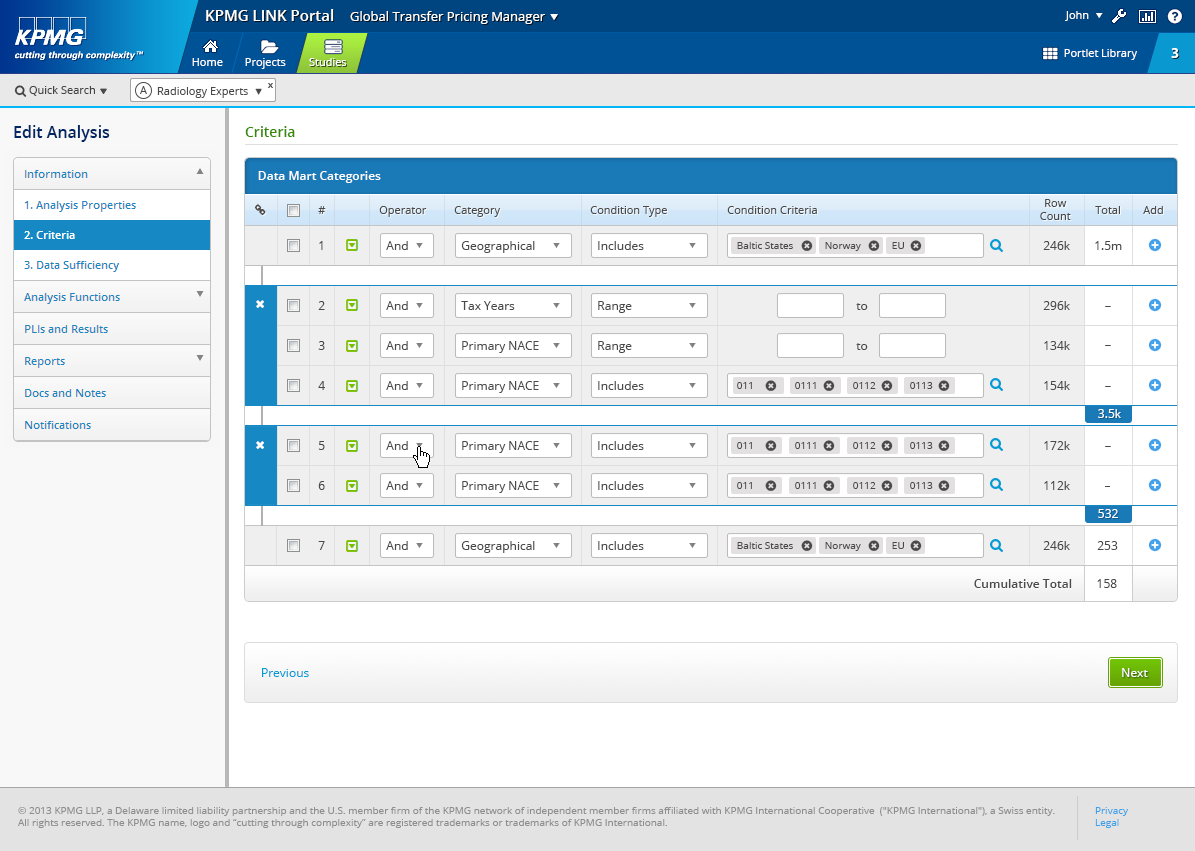 KPMG
cutting through complexity™
KPMG LINK Portal Global Transfer Pricing Manager
John
Home Projects Studies
Portlet Library 3
Quick Search A Radiology Experts x
Edit Analysis
Information
1. Analysis Properties
2. Criteria
3. Data Sufficiency
Analysis Functions
PLIs and Results
Reports
Docs and Notes
Notifications
Criteria
Data Mart Categories
# Operator Category Condition Type Condition Criteria Row Count Total Add
1 And Geographical Includes Baltic States Norway EU 246k 1.5m
2 And Tax Years Range to 296k –
3 And Primary NACE Range to 134k –
4 And Primary NACE Includes 011 0111 0112 0113 154k –
3.5k
5 And Primary NACE Includes 011 0111 0112 0113 172k –
6 And Primary NACE Includes 011 0111 0112 0113 112k –
532
7 And Geographical Includes Baltic States Norway EU 246k 253
Cumulative Total 158
Previous Next
© 2013 KPMG LLP, a Delaware limited liability partnership and the U.S. member firm of the KPMG network of independent member firms affiliated with KPMG International Cooperative ("KPMG International"), a Swiss entity.
All rights reserved. The KPMG name, logo and “cutting through complexity” are registered trademarks or trademarks of KPMG International.
Privacy
Legal